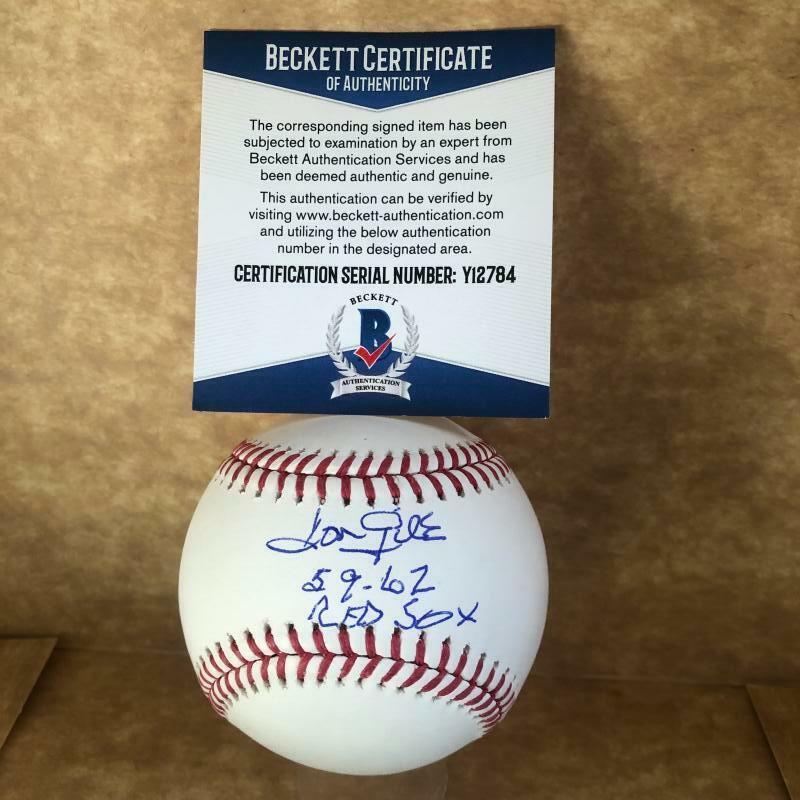 BECKETT CERTIFICATE
OF AUTHENTICITY
The corresponding signed item has been
subjected to examination by an expert from
Beckett Authentication Services and has
been deemed authentic and genuine.
This authentication can be verified by
visiting www.beckett-authentication.com
and utilizing the below authentication
number in the designated area.
CERTIFICATION SERIAL NUMBER: Y12784
BECKETT
B
AUTHENTICATION
SERVICES
Don Gile
59-62
RED SOX